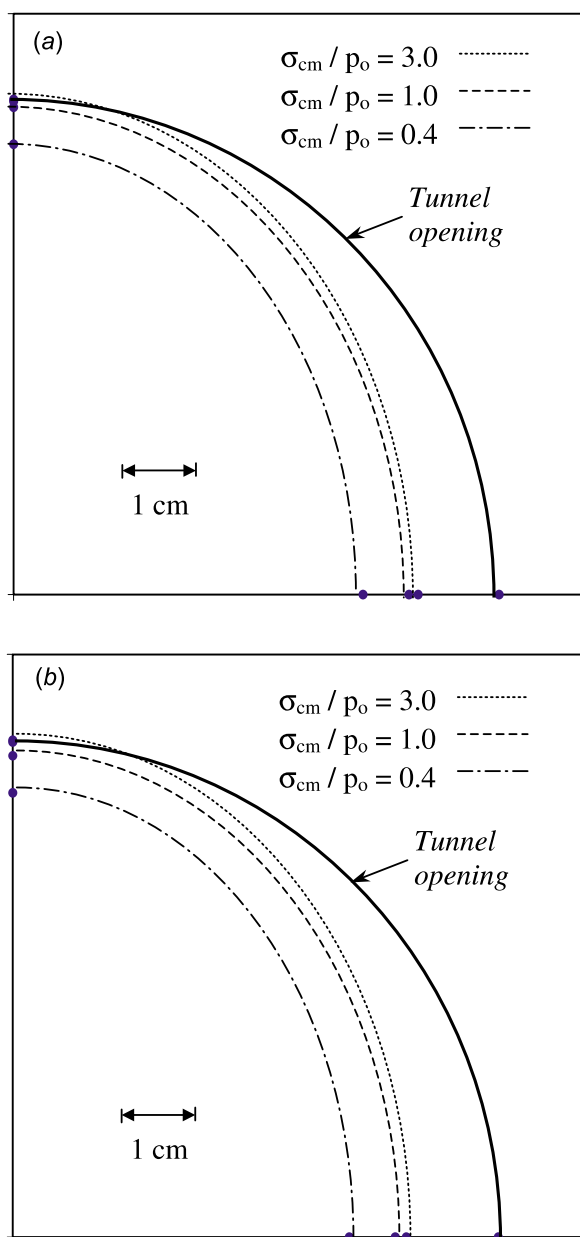 (a)
σcm / po = 3.0
σcm / po = 1.0
σcm / po = 0.4
Tunnel
opening
1 cm
(b)
σcm / po = 3.0
σcm / po = 1.0
σcm / po = 0.4
Tunnel
opening
1 cm